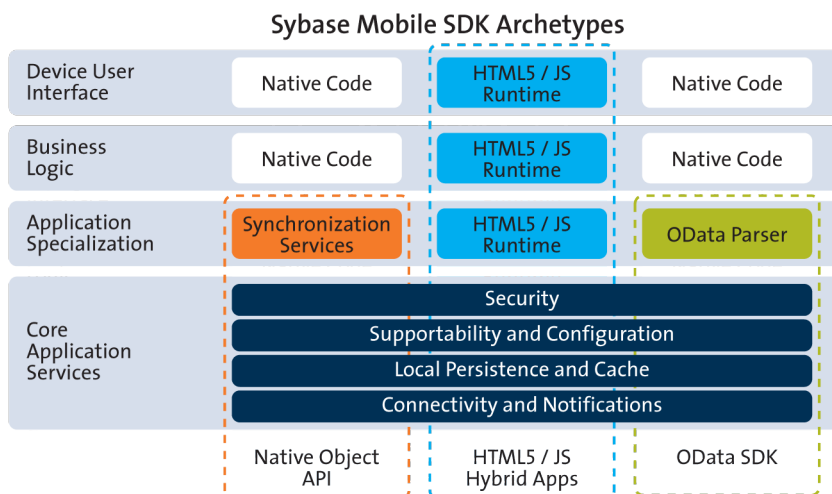 Sybase Mobile SDK Archetypes
Device User
Interface
Native Code
HTML5 / JS
Runtime
Native Code
Business
Logic
Native Code
HTML5 / JS
Runtime
Native Code
Application
Specialization
Synchronization
Services
HTML5 / JS
Runtime
OData Parser
Core
Application
Services
Security
Supportability and Configuration
Local Persistence and Cache
Connectivity and Notifications
Native Object
API
HTML5 / JS
Hybrid Apps
OData SDK